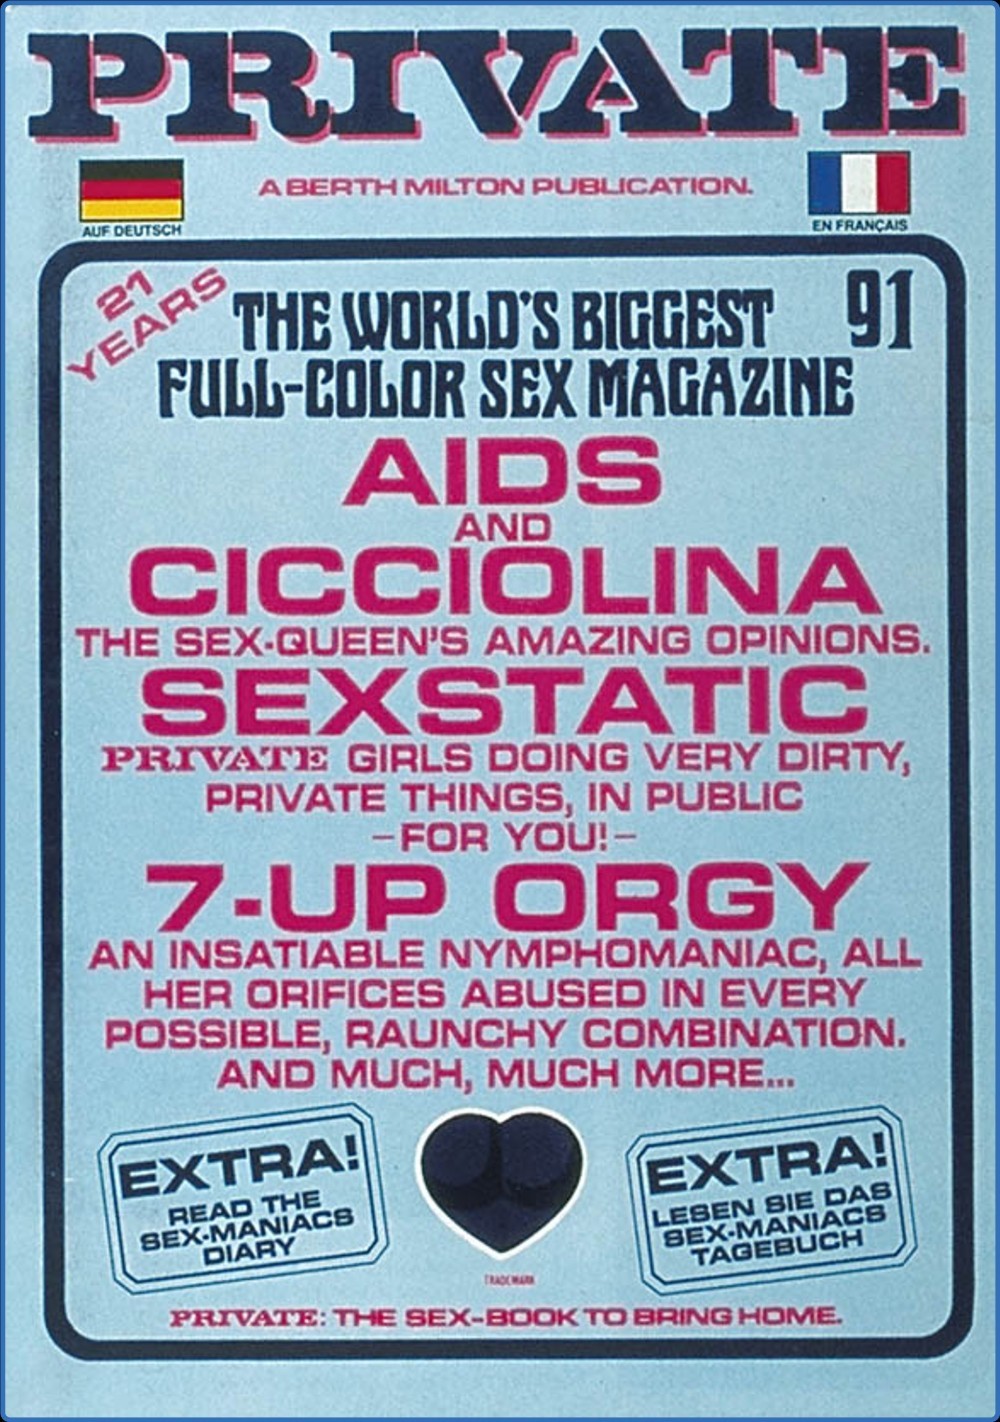 PRIVATE
A BERTH MILTON PUBLICATION.
AUF DEUTSCH
EN FRANÇAIS
21
YEARS
THE WORLD'S BIGGEST 91
FULL-COLOR SEX MAGAZINE
AIDS
AND
CICCIOLINA
THE SEX-QUEEN'S AMAZING OPINIONS.
SEXSTATIC
PRIVATE GIRLS DOING VERY DIRTY,
PRIVATE THINGS, IN PUBLIC
–FOR YOU!–
7-UP ORGY
AN INSATIABLE NYMPHOMANIAC, ALL
HER ORIFICES ABUSED IN EVERY
POSSIBLE, RAUNCHY COMBINATION.
AND MUCH, MUCH MORE...
EXTRA!
READ THE
SEX-MANIACS
DIARY
EXTRA!
LESEN SIE DAS
SEX-MANIACS
TAGEBUCH
TRADEMARK
PRIVATE: THE SEX-BOOK TO BRING HOME.